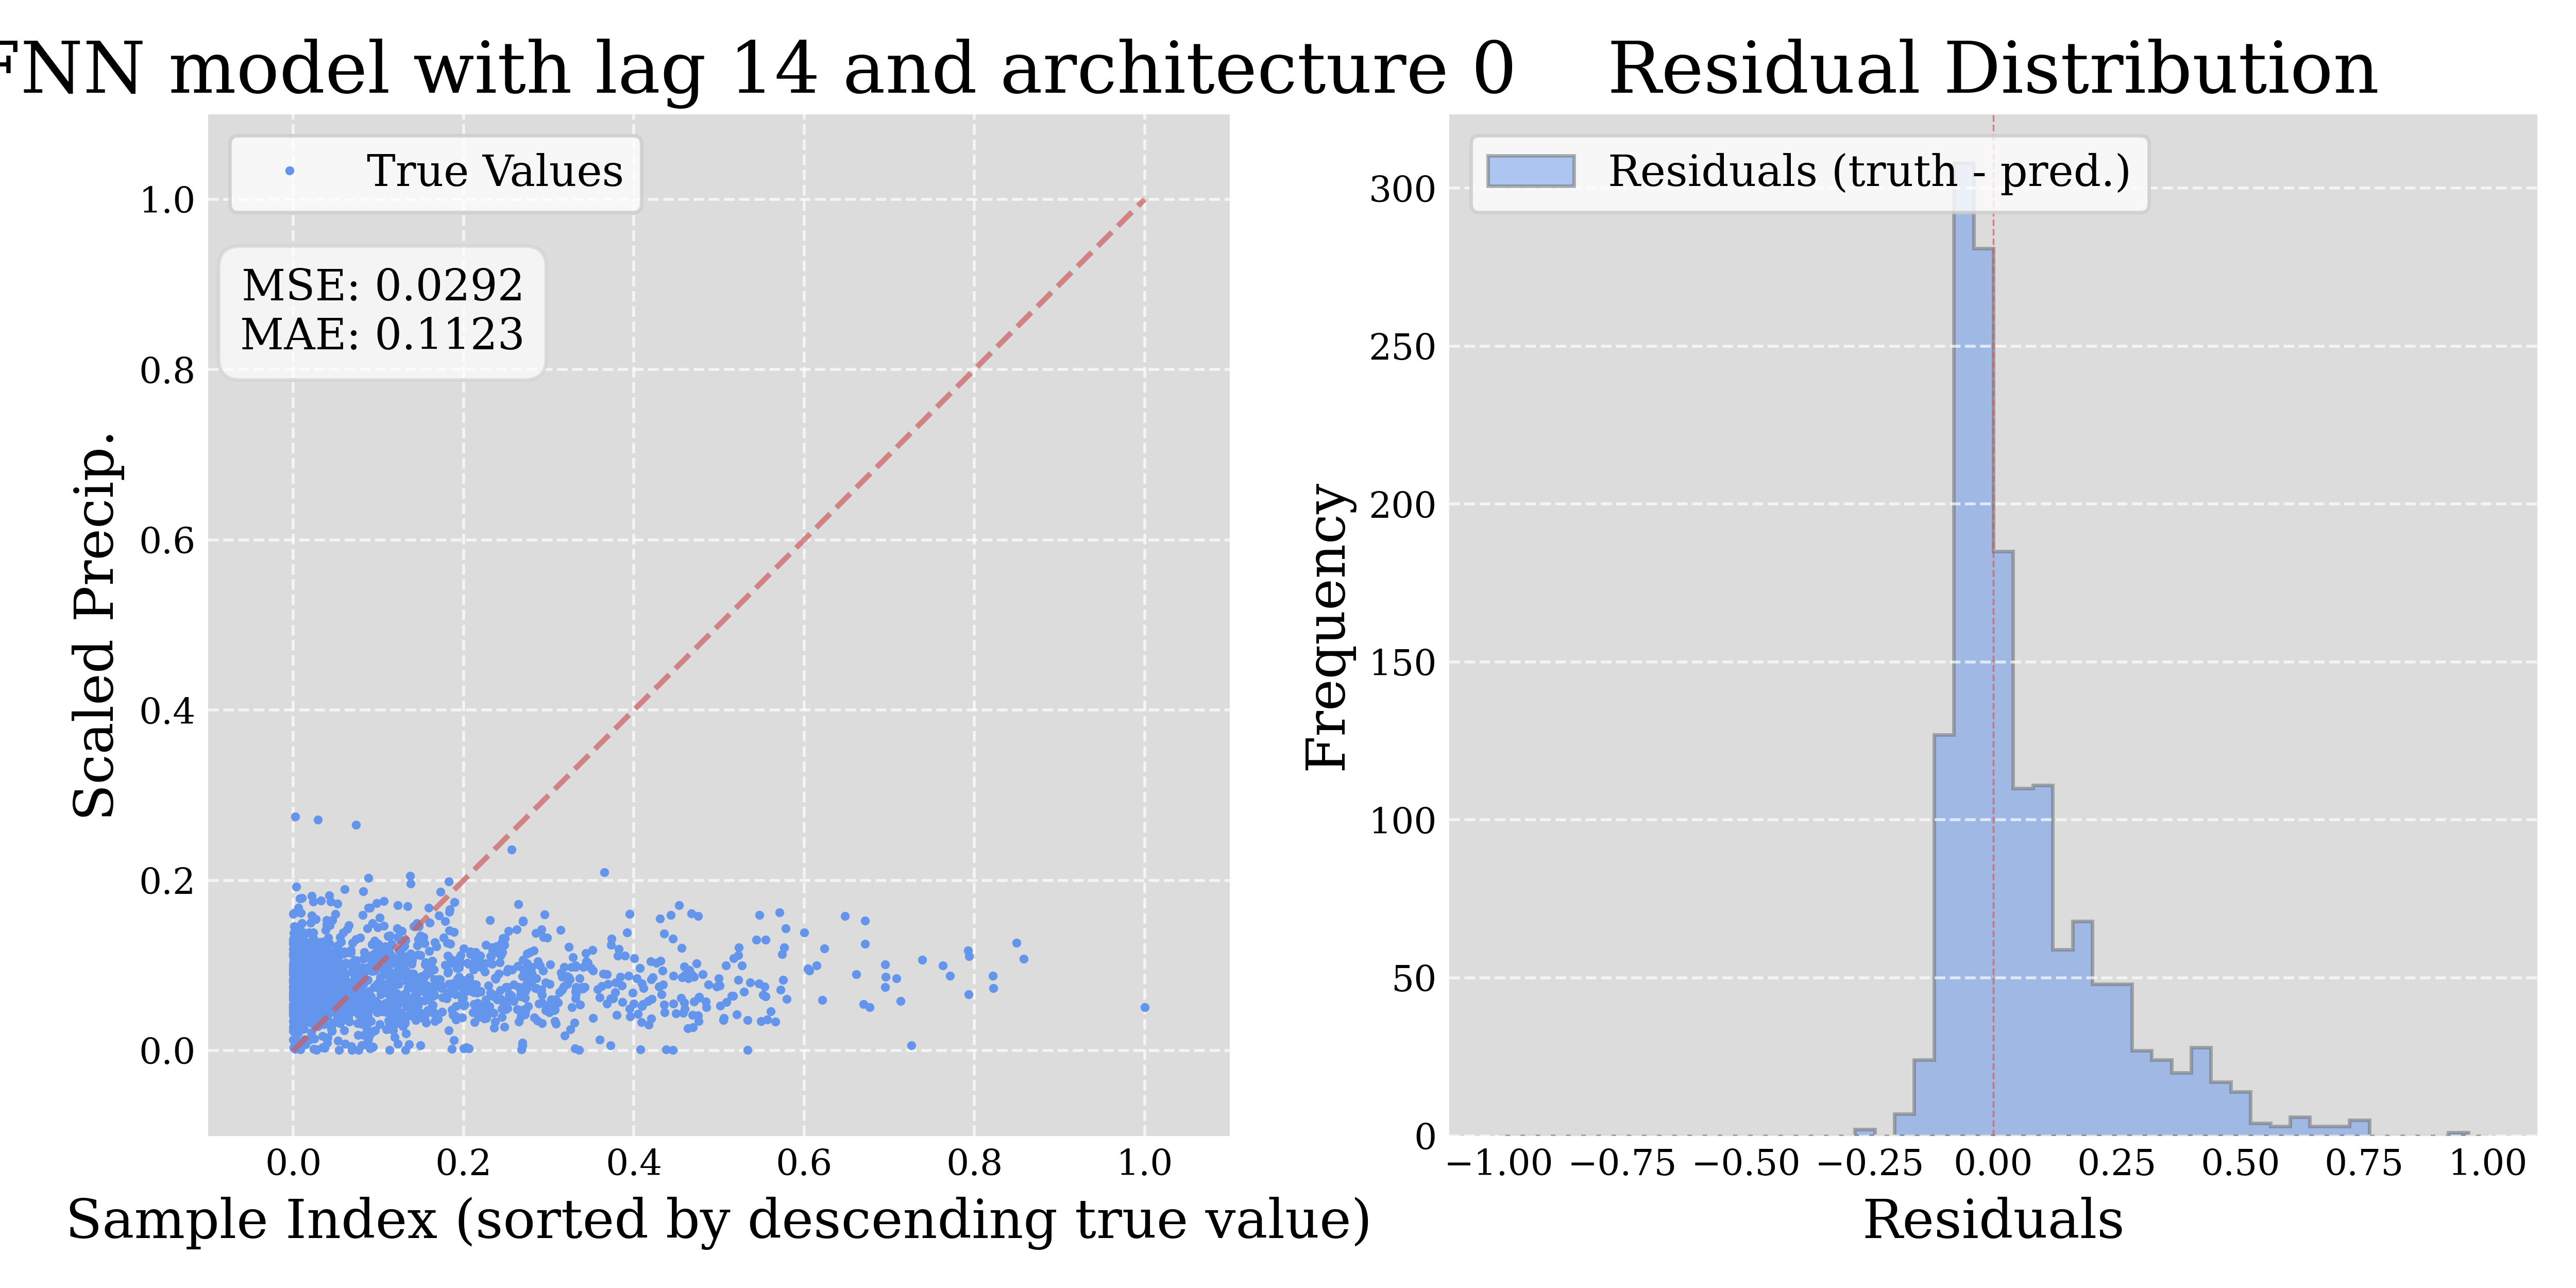 FNN model with lag 14 and architecture 0
True Values
MSE: 0.0292
MAE: 0.1123
Scaled Precip.
1.0
0.8
0.6
0.4
0.2
0.0
0.0 0.2 0.4 0.6 0.8 1.0
Sample Index (sorted by descending true value)
Residual Distribution
Residuals (truth - pred.)
Frequency
300
250
200
150
100
50
0
−1.00 −0.75 −0.50 −0.25 0.00 0.25 0.50 0.75 1.00
Residuals